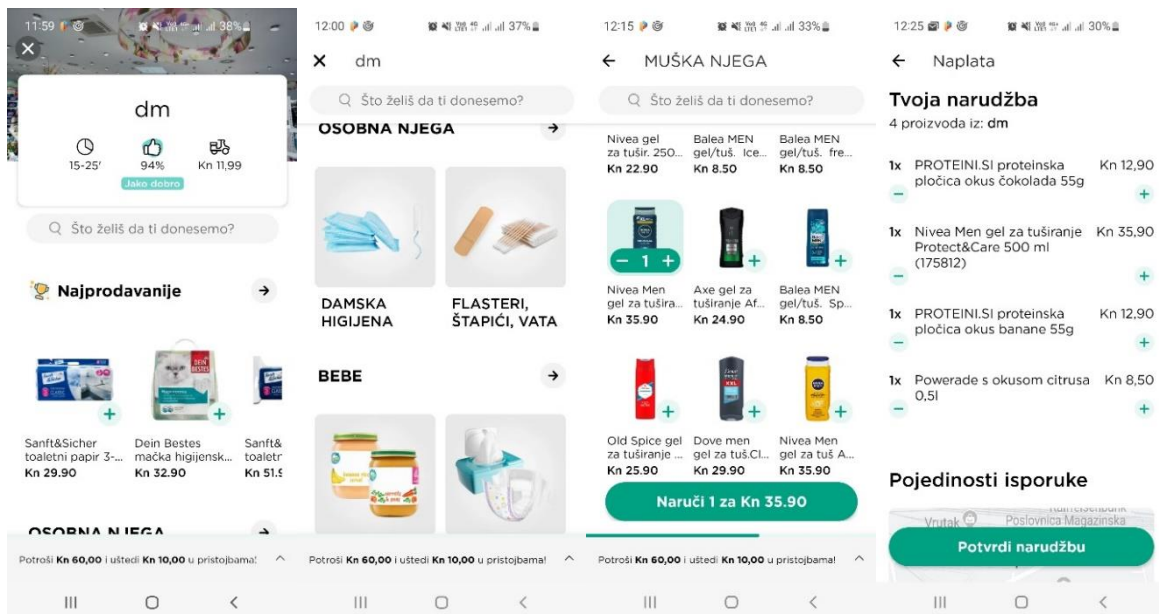 11:59
38%
dm
15-25'
94%
Kn 11,99
Jako dobro
Što želiš da ti donesemo?
Najprodavanije
DEIN BESTES
Sanft&Sicher
toaletni papir 3-...
Kn 29.90
Dein Bestes
mačka higijensk...
Kn 32.90
Sanft&
toaletn
Kn 51.9
OSOBNA NJEGA
Potroši Kn 60,00 i uštedi Kn 10,00 u pristojbama!
12:00
37%
dm
Što želiš da ti donesemo?
OSOBNA NJEGA
DAMSKA
HIGIJENA
FLASTERI,
ŠTAPIĆI, VATA
BEBE
Potroši Kn 60,00 i uštedi Kn 10,00 u pristojbama!
12:15
33%
MUŠKA NJEGA
Što želiš da ti donesemo?
Nivea gel
za tušir. 250...
Kn 22.90
Balea MEN
gel/tuš. Ice...
Kn 8.50
Balea MEN
gel/tuš. fre...
Kn 8.50
1
Nivea Men
gel za tušira...
Kn 35.90
Axe gel za
tuširanje Af...
Kn 24.90
Balea MEN
gel/tuš. Sp...
Kn 8.50
Old Spice gel
za tuširanje ...
Kn 25.90
Dove men
gel za tuš.Cl...
Kn 29.90
Nivea Men
gel za tuš A...
Kn 35.90
Naruči 1 za Kn 35.90
Potroši Kn 60,00 i uštedi Kn 10,00 u pristojbama!
12:25
30%
Naplata
Tvoja narudžba
4 proizvoda iz: dm
1x PROTEINI.SI proteinska Kn 12,90
pločica okus čokolada 55g
1x Nivea Men gel za tuširanje Kn 35,90
Protect&Care 500 ml
(175812)
1x PROTEINI.SI proteinska Kn 12,90
pločica okus banane 55g
1x Powerade s okusom citrusa Kn 8,50
0,5l
Pojedinosti isporuke
Vrutak
Poslovnica Magazinska
Potvrdi narudžbu